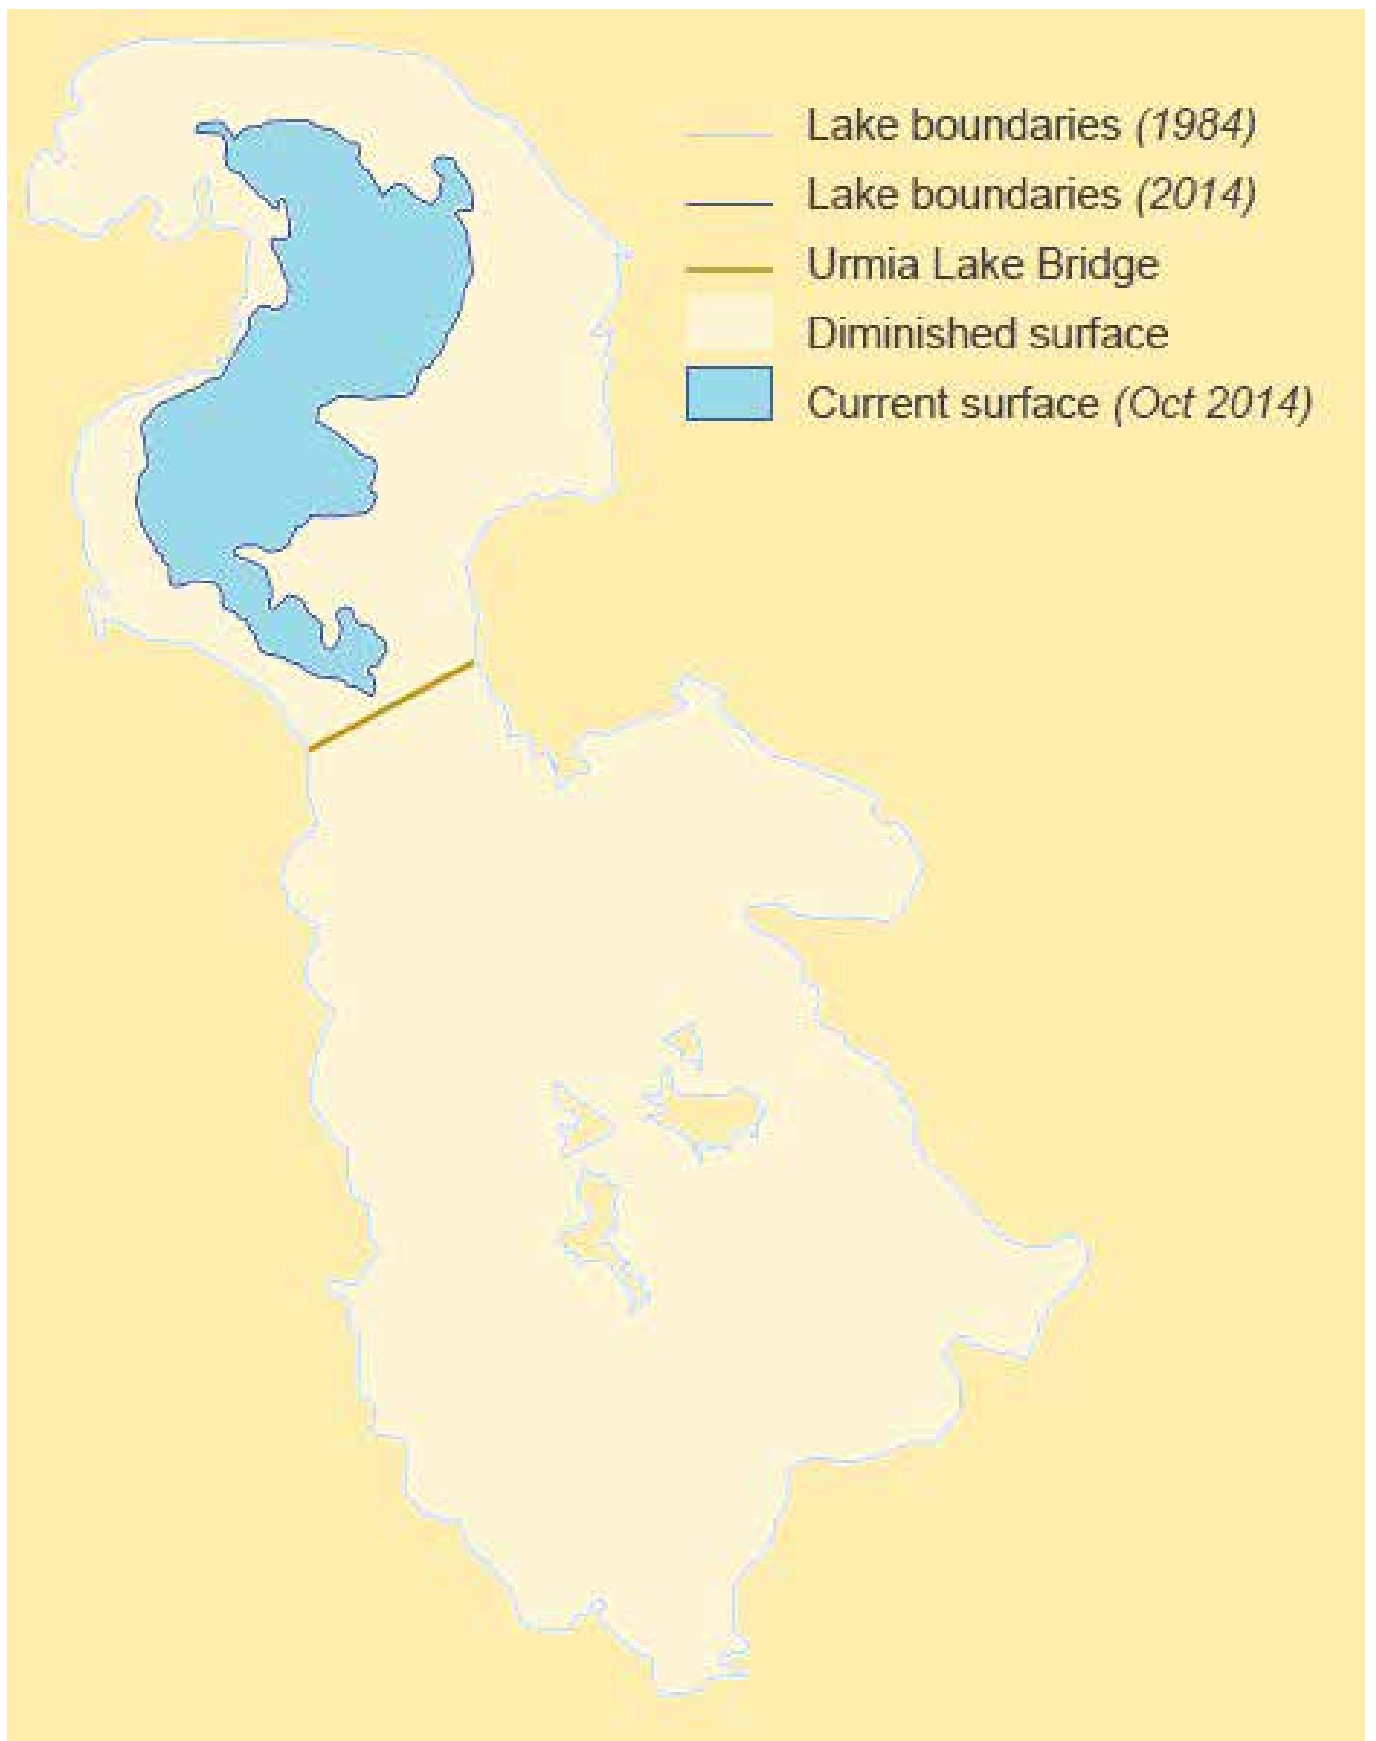 Lake boundaries (1984)
Lake boundaries (2014)
Urmia Lake Bridge
Diminished surface
Current surface (Oct 2014)